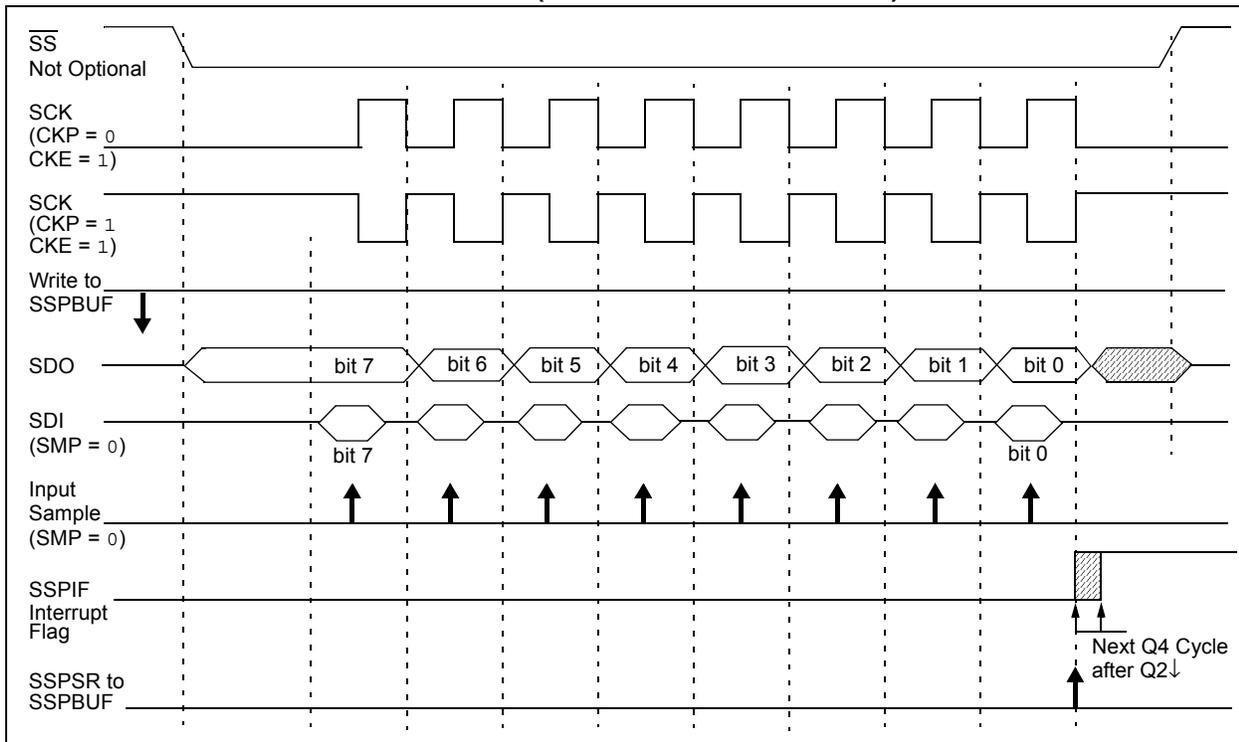 SS
Not Optional
SCK
(CKP = 0
CKE = 1)
SCK
(CKP = 1
CKE = 1)
Write to
SSPBUF
SDO
bit 7 bit 6 bit 5 bit 4 bit 3 bit 2 bit 1 bit 0
SDI
(SMP = 0)
bit 7 bit 0
Input
Sample
(SMP = 0)
SSPIF
Interrupt
Flag
Next Q4 Cycle
after Q2↓
SSPSR to
SSPBUF